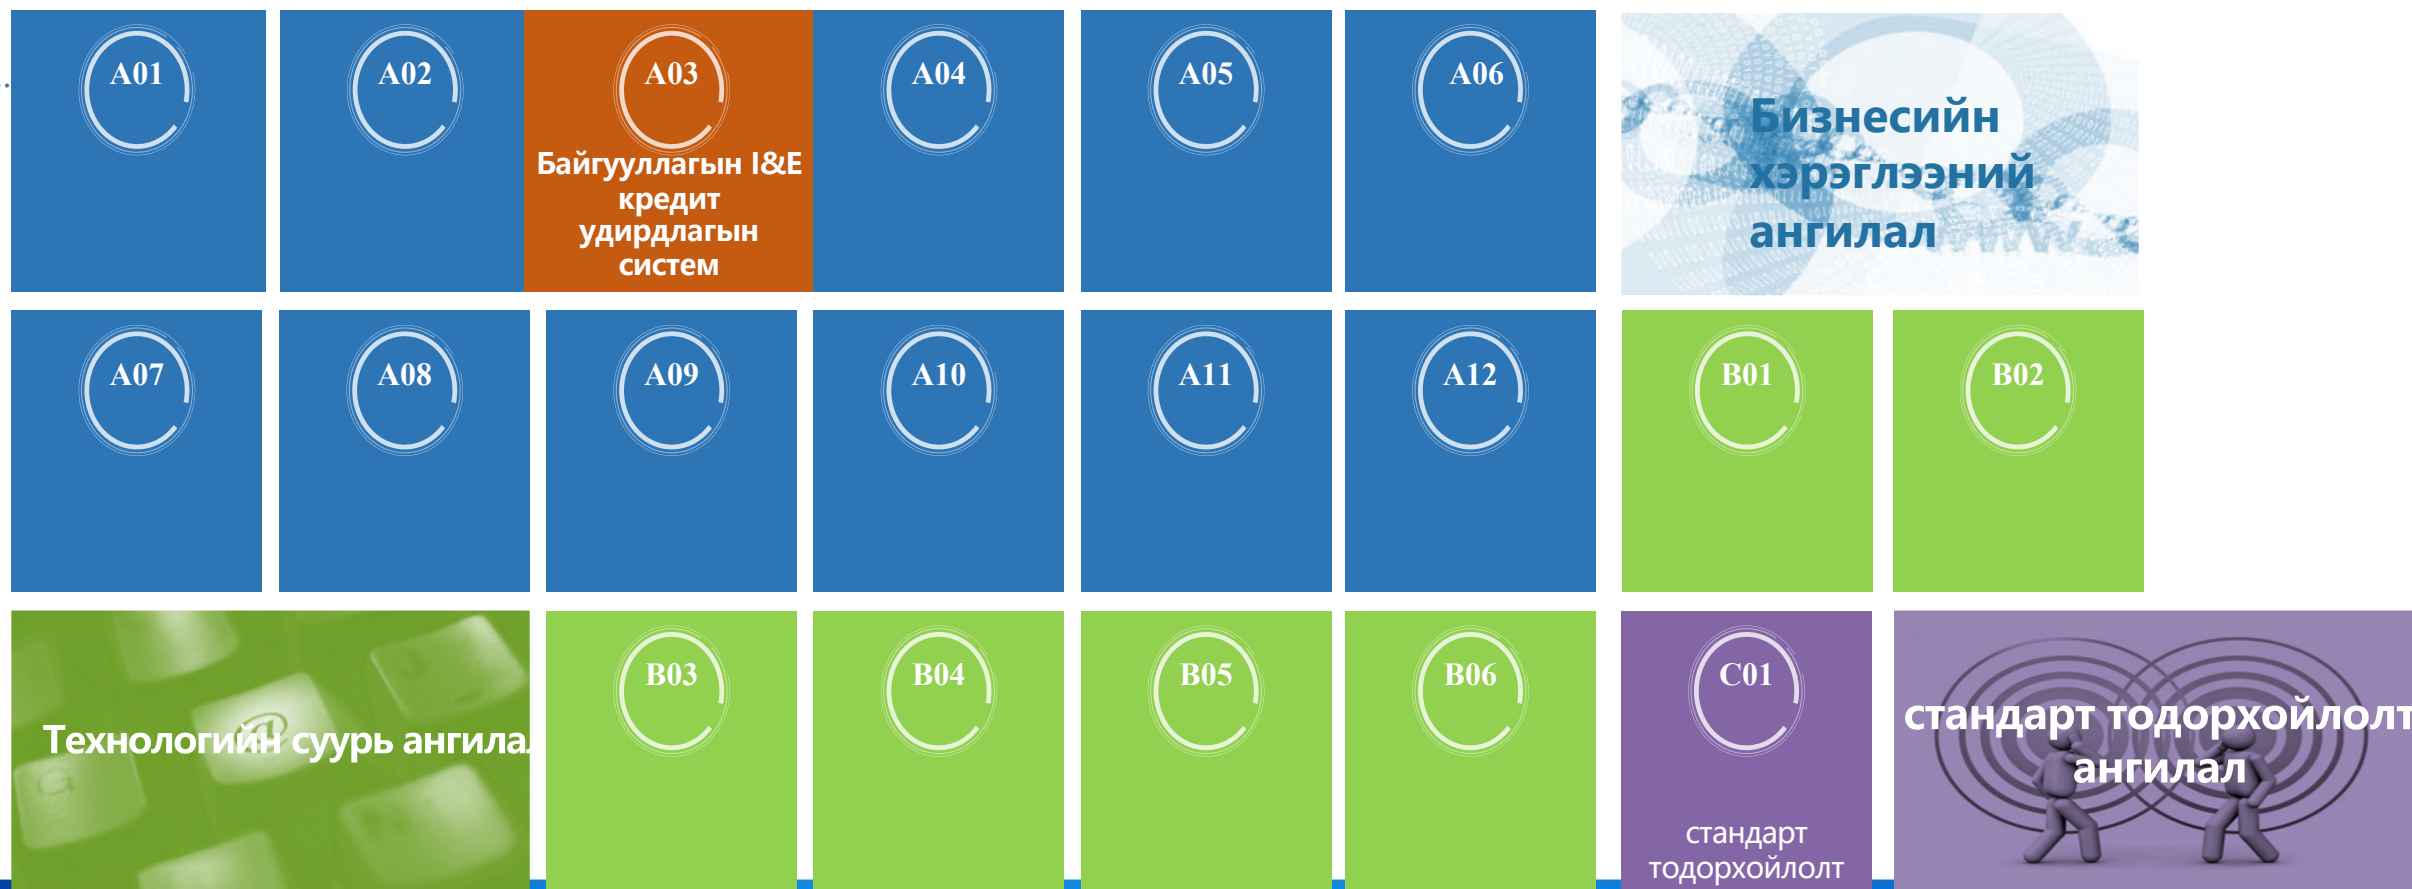 A01
A02
A03
Байгууллагын I&E
кредит
удирдлагын
систем
A04
A05
A06
Бизнесийн
хэрэглээний
ангилал
A07
A08
A09
A10
A11
A12
B01
B02
Технологийн суурь ангилал
B03
B04
B05
B06
C01
стандарт
тодорхойлолт
стандарт тодорхойлолт
ангилал